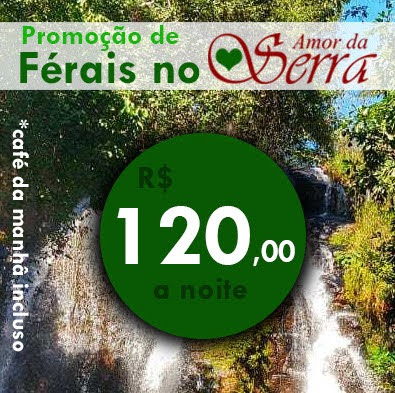 Promoção de
Férais no
Amor da
Serra
R$
120,00
a noite
*café da manhã incluso